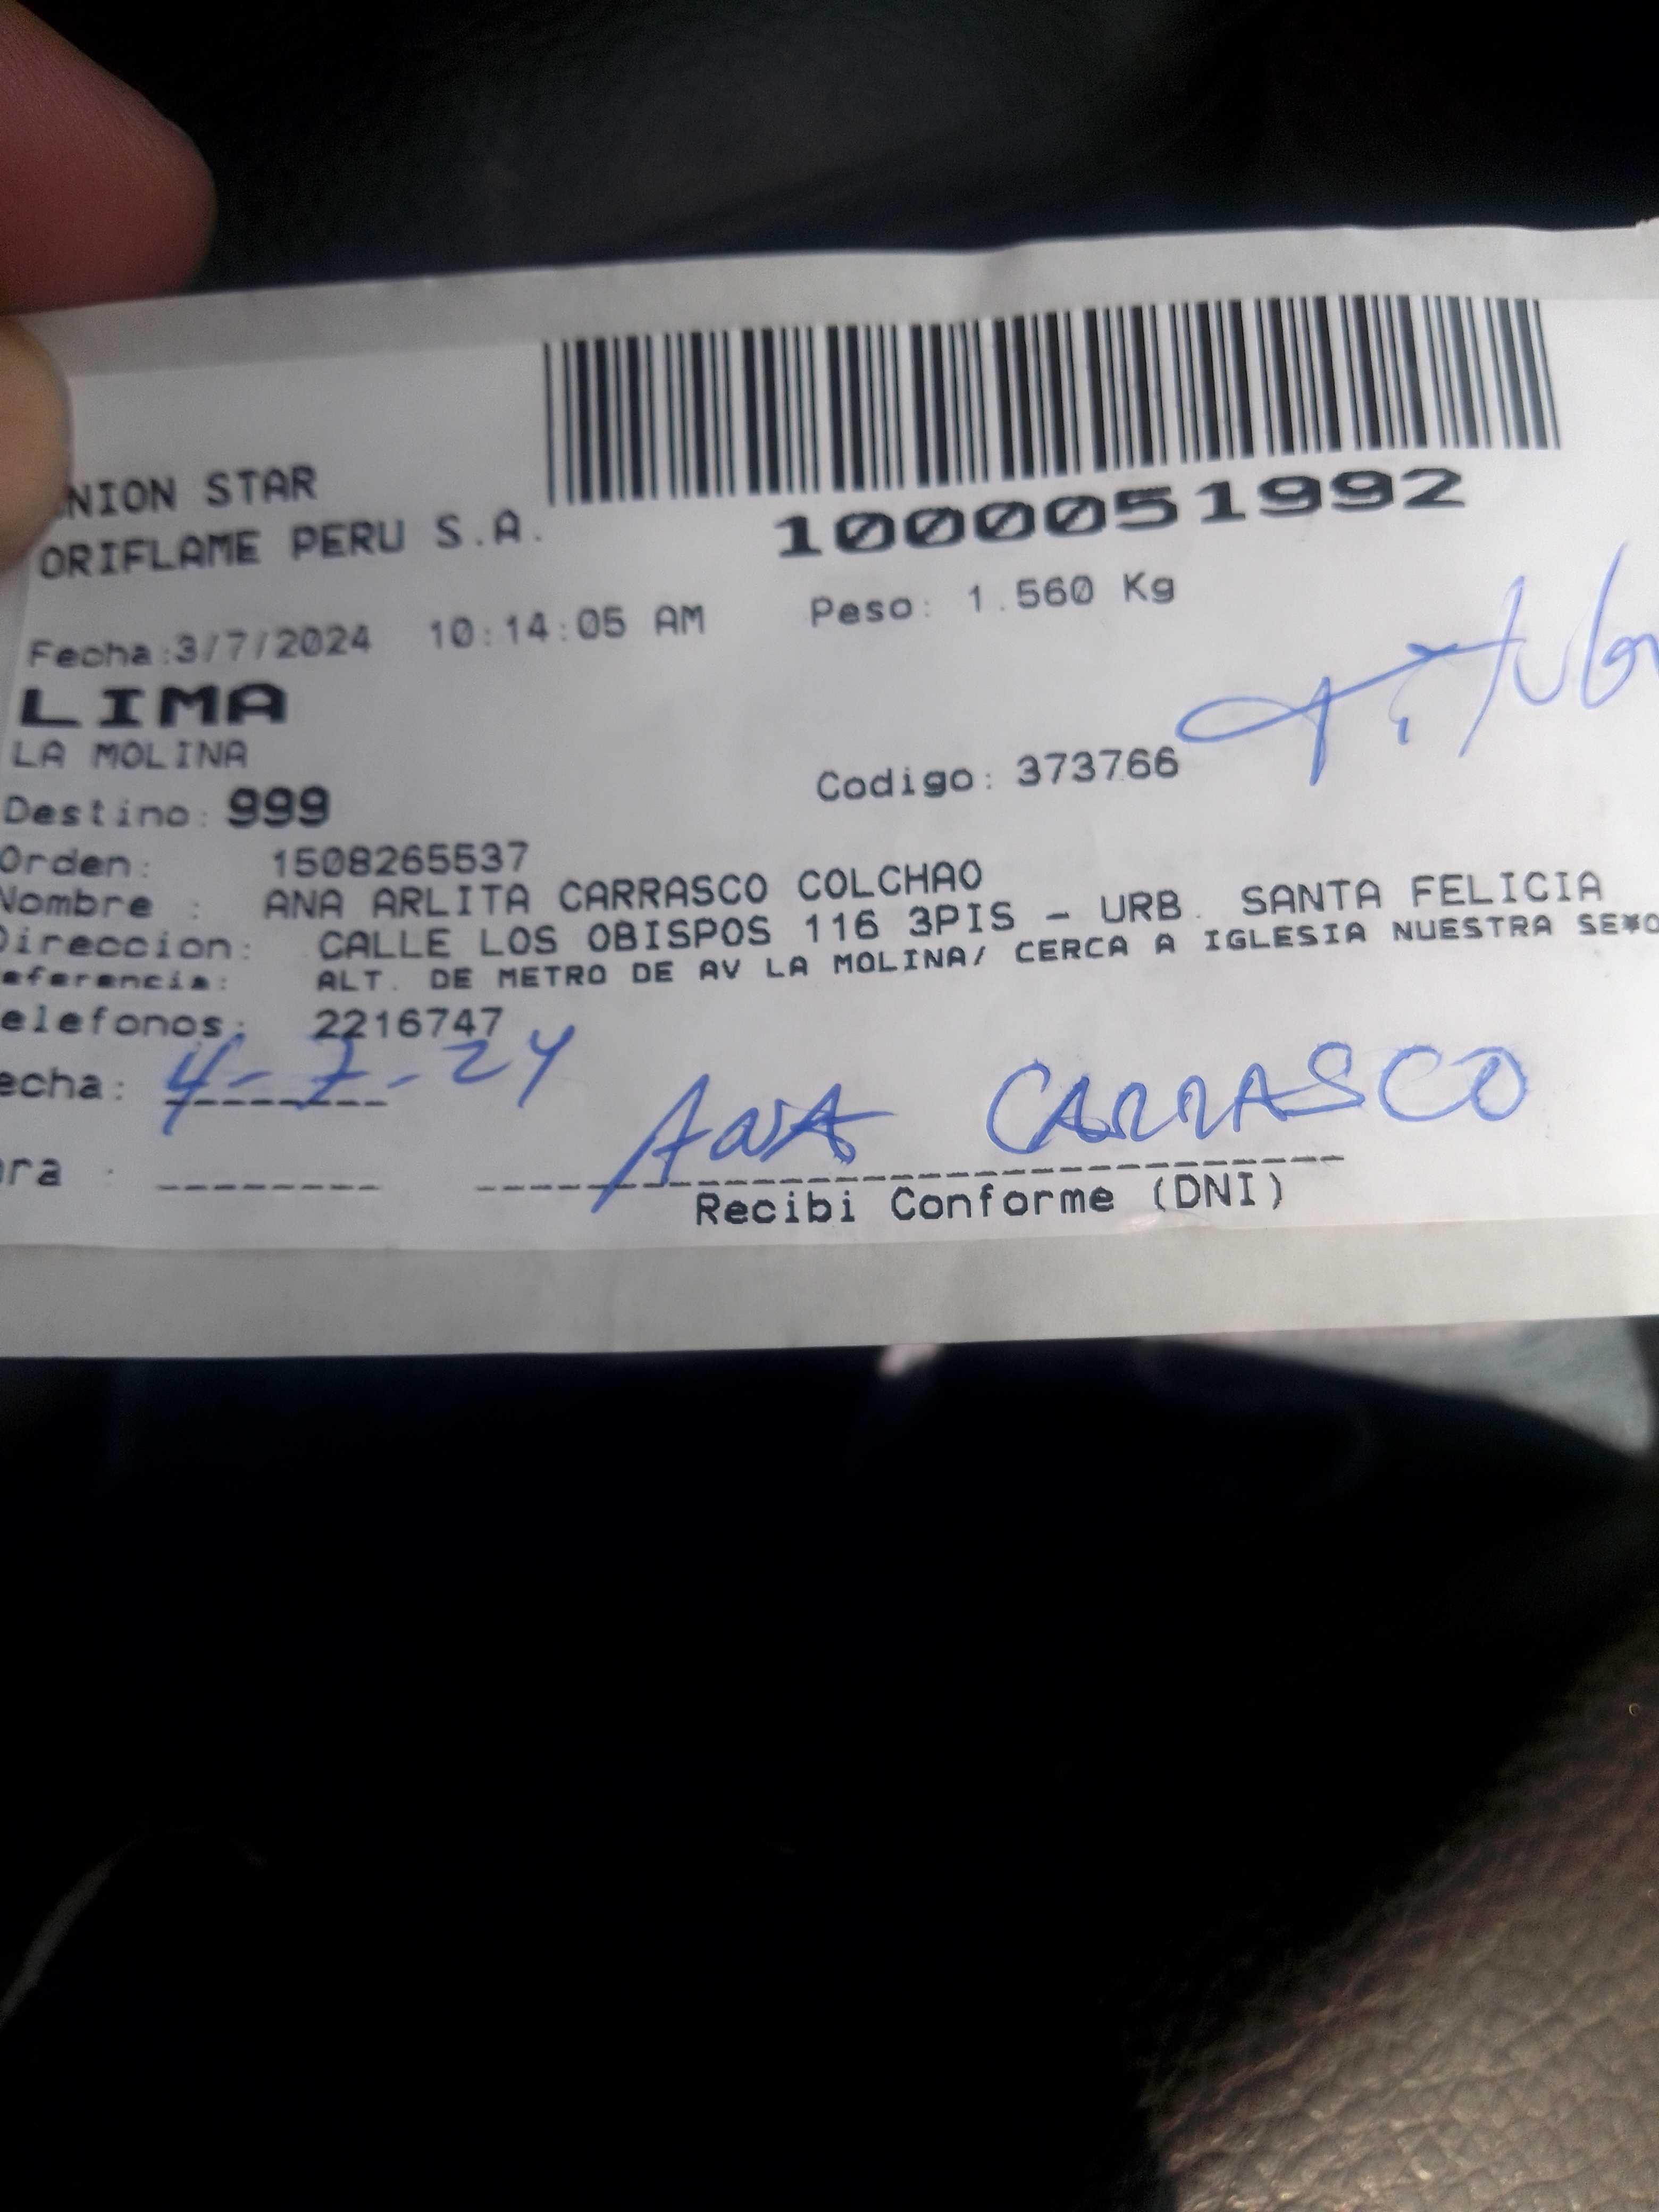 NION STAR
ORIFLAME PERU S.A.
1000051992
Fecha:3/7/2024 10:14:05 AM Peso: 1.560 Kg
LIMA
LA MOLINA
Destino: 999 Codigo: 373766
Orden: 1508265537
Nombre : ANA ARLITA CARRASCO COLCHAO
Direccion: CALLE LOS OBISPOS 116 3PIS - URB. SANTA FELICIA
eferencia: ALT. DE METRO DE AV LA MOLINA/ CERCA A IGLESIA NUESTRA SE¥O
elefonos: 2216747
echa: 4-7-24
ANA CARRASCO
ra :
Recibi Conforme (DNI)